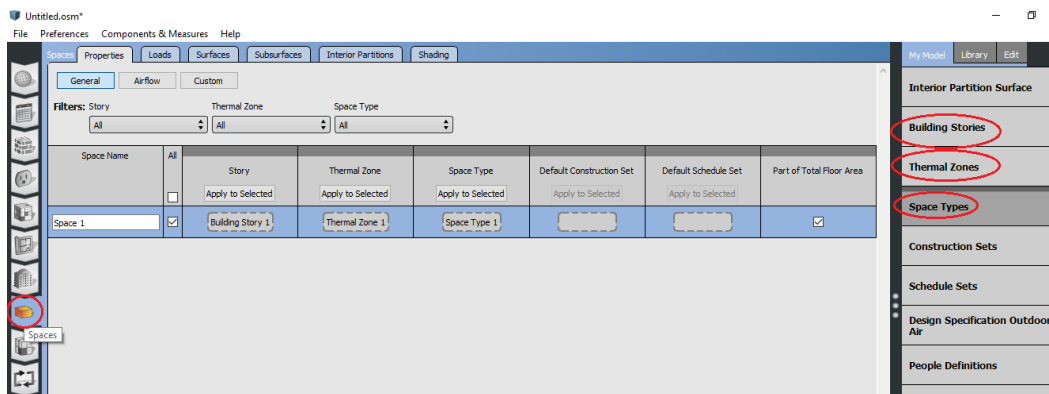 Untitled.osm*
File Preferences Components & Measures Help
Spaces Properties Loads Surfaces Subsurfaces Interior Partitions Shading
My Model Library Edit
General Airflow Custom
Filters: Story Thermal Zone Space Type
All All All
Space Name All Story Thermal Zone Space Type Default Construction Set Default Schedule Set Part of Total Floor Area
Apply to Selected Apply to Selected Apply to Selected Apply to Selected Apply to Selected
Space 1 Building Story 1 Thermal Zone 1 Space Type 1
Spaces
Interior Partition Surface
Building Stories
Thermal Zones
Space Types
Construction Sets
Schedule Sets
Design Specification Outdoor
Air
People Definitions